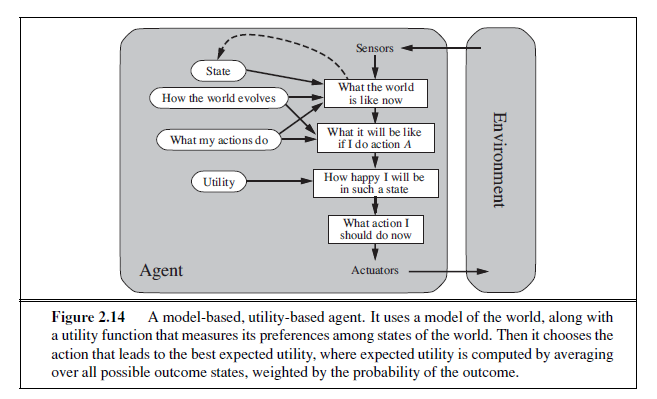 Sensors
State
What the world
is like now
How the world evolves
What my actions do
What it will be like
if I do action A
Utility
How happy I will be
in such a state
What action I
should do now
Agent
Actuators
Environment
Figure 2.14 A model-based, utility-based agent. It uses a model of the world, along with
a utility function that measures its preferences among states of the world. Then it chooses the
action that leads to the best expected utility, where expected utility is computed by averaging
over all possible outcome states, weighted by the probability of the outcome.